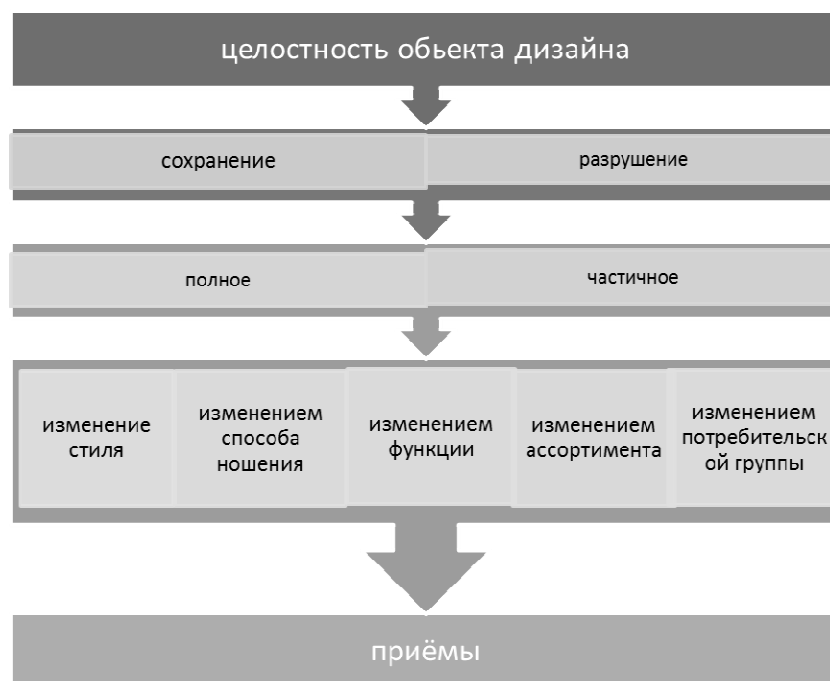 целостность обьекта дизайна
сохранение
разрушение
полное
частичное
изменение
стиля
изменением
способа
ношения
изменением
функции
изменением
ассортимента
изменением
потребительск
ой группы
приёмы